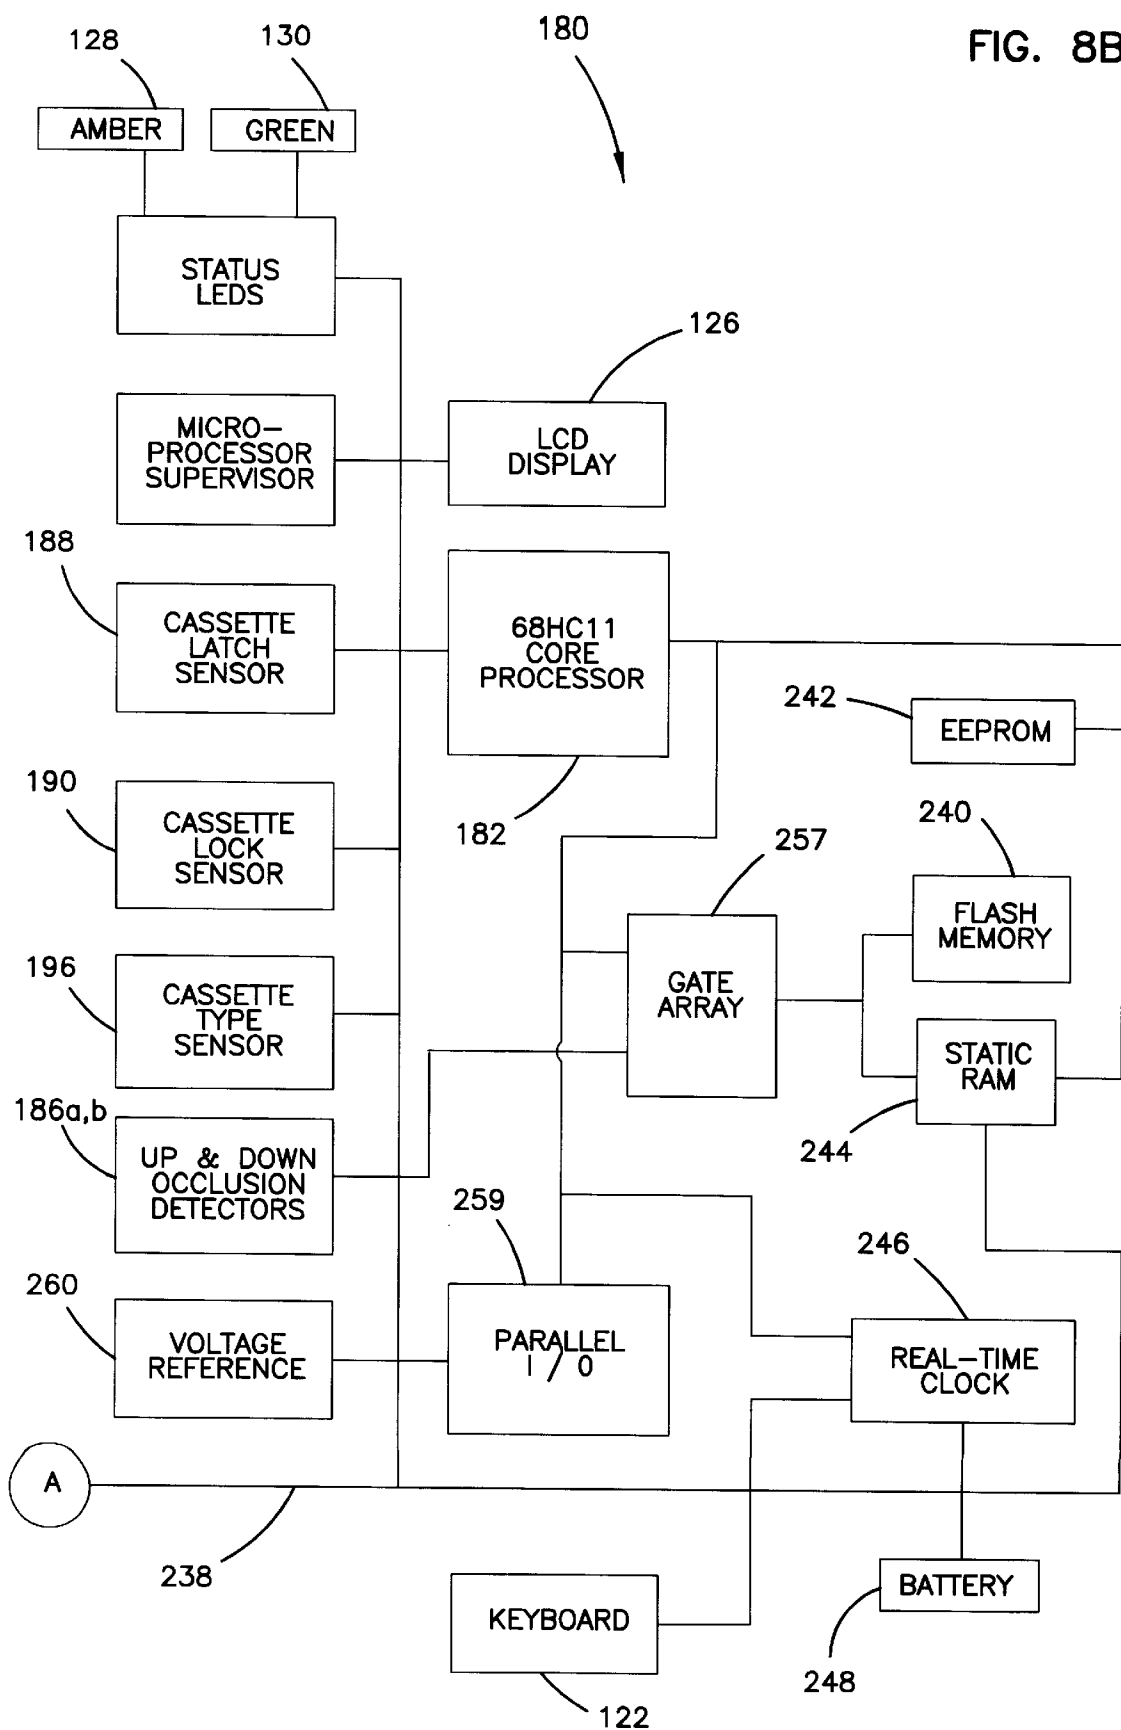 FIG. 8B
128
130
180
AMBER
GREEN
STATUS
LEDS
126
MICRO-
PROCESSOR
SUPERVISOR
LCD
DISPLAY
188
CASSETTE
LATCH
SENSOR
68HC11
CORE
PROCESSOR
242
EEPROM
190
CASSETTE
LOCK
SENSOR
182
257
240
FLASH
MEMORY
196
CASSETTE
TYPE
SENSOR
GATE
ARRAY
STATIC
RAM
244
186a,b
UP & DOWN
OCCLUSION
DETECTORS
259
246
260
VOLTAGE
REFERENCE
PARALLEL
I / O
REAL-TIME
CLOCK
A
238
KEYBOARD
BATTERY
248
122